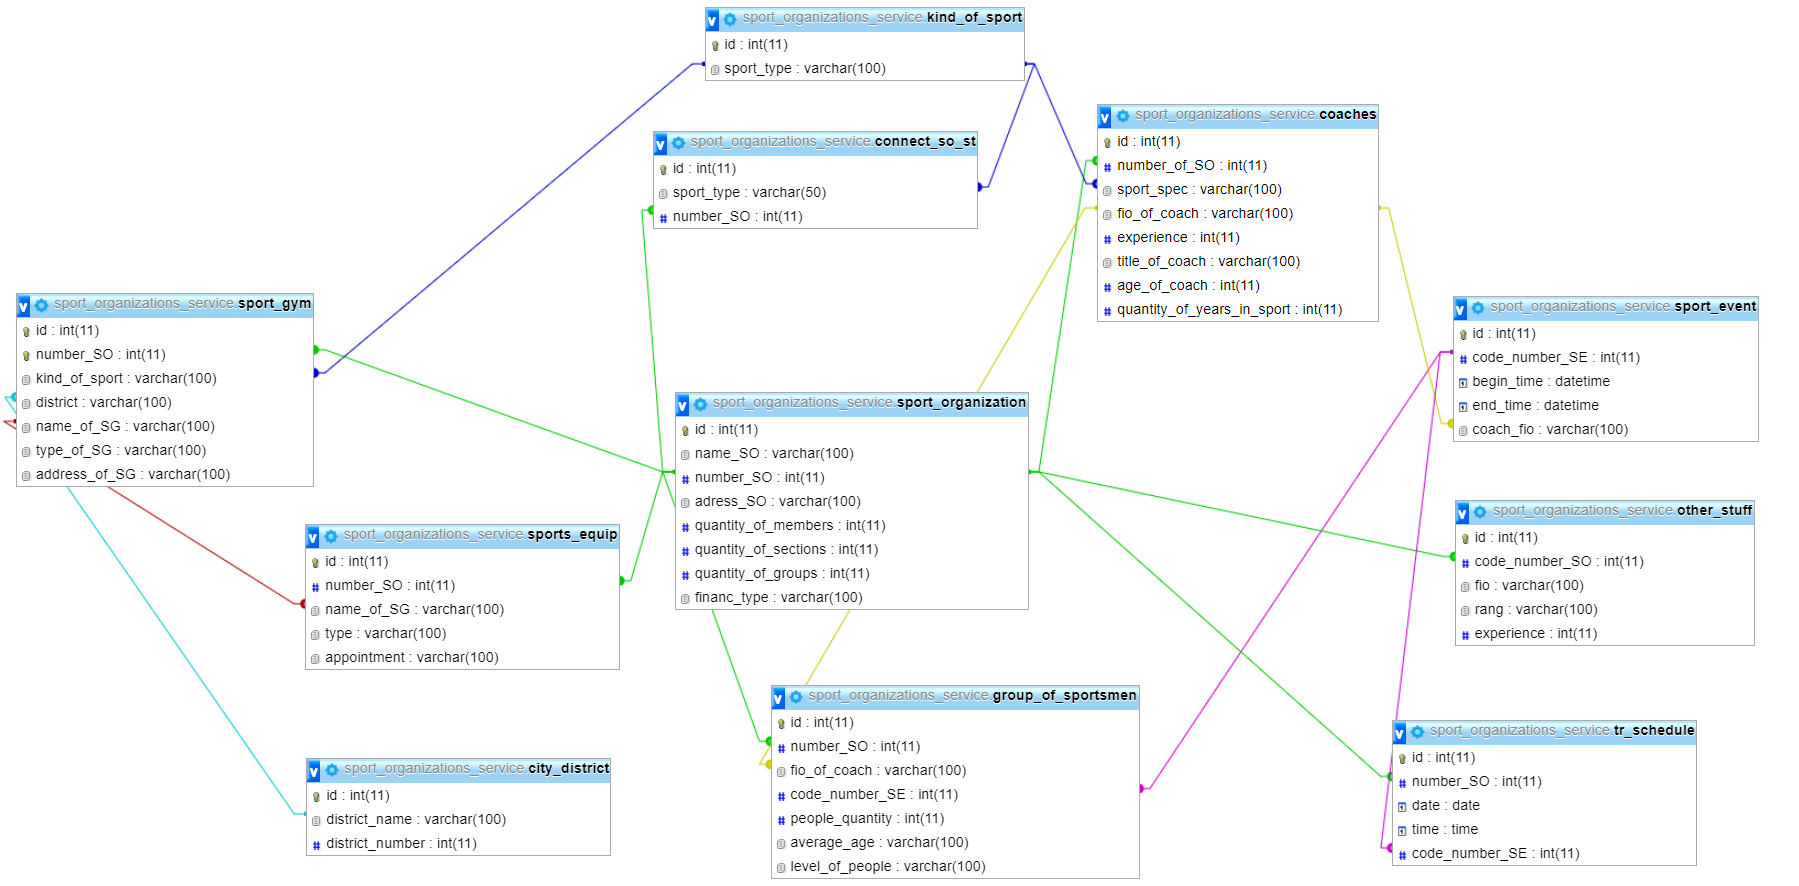 sport_organizations_service.kind_of_sport
id : int(11)
sport_type : varchar(100)
sport_organizations_service.coaches
id : int(11)
number_of_SO : int(11)
sport_spec : varchar(100)
fio_of_coach : varchar(100)
experience : int(11)
title_of_coach : varchar(100)
age_of_coach : int(11)
quantity_of_years_in_sport : int(11)
sport_organizations_service.connect_so_st
id : int(11)
sport_type : varchar(50)
number_SO : int(11)
sport_organizations_service.sport_gym
id : int(11)
number_SO : int(11)
kind_of_sport : varchar(100)
district : varchar(100)
name_of_SG : varchar(100)
type_of_SG : varchar(100)
address_of_SG : varchar(100)
sport_organizations_service.sport_event
id : int(11)
code_number_SE : int(11)
begin_time : datetime
end_time : datetime
coach_fio : varchar(100)
sport_organizations_service.sport_organization
id : int(11)
name_SO : varchar(100)
number_SO : int(11)
adress_SO : varchar(100)
quantity_of_members : int(11)
quantity_of_sections : int(11)
quantity_of_groups : int(11)
financ_type : varchar(100)
sport_organizations_service.other_stuff
id : int(11)
code_number_SO : int(11)
fio : varchar(100)
rang : varchar(100)
experience : int(11)
sport_organizations_service.sports_equip
id : int(11)
number_SO : int(11)
name_of_SG : varchar(100)
type : varchar(100)
appointment : varchar(100)
sport_organizations_service.group_of_sportsmen
id : int(11)
number_SO : int(11)
fio_of_coach : varchar(100)
code_number_SE : int(11)
people_quantity : int(11)
average_age : varchar(100)
level_of_people : varchar(100)
sport_organizations_service.tr_schedule
id : int(11)
number_SO : int(11)
date : date
time : time
code_number_SE : int(11)
sport_organizations_service.city_district
id : int(11)
district_name : varchar(100)
district_number : int(11)